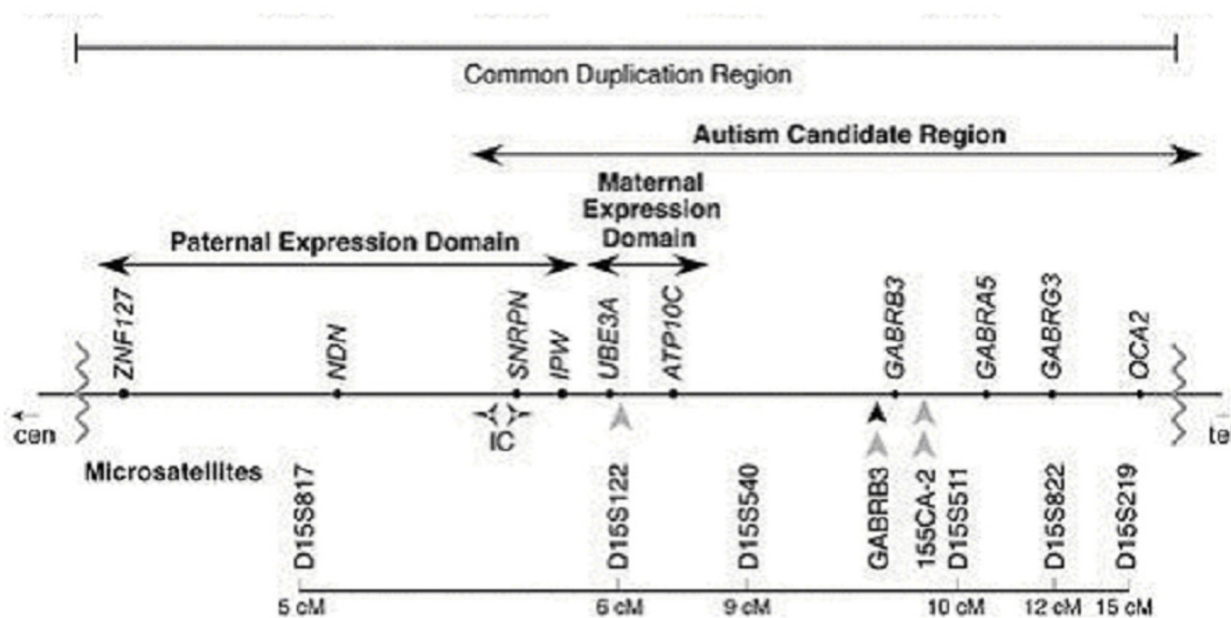 Common Duplication Region
Autism Candidate Region
Maternal
Expression
Domain
Paternal Expression Domain
ZNF127
NDN
SNRPN
IPW
UBE3A
ATP10C
GABRB3
GABRA5
GABRG3
OCA2
cen
IC
te
Microsatellites
D15S817
D15S122
D15S540
GABRB3
155CA-2
D15S511
D15S822
D15S219
5 cM
6 cM
9 cM
10 cM
12 cM
15 cM